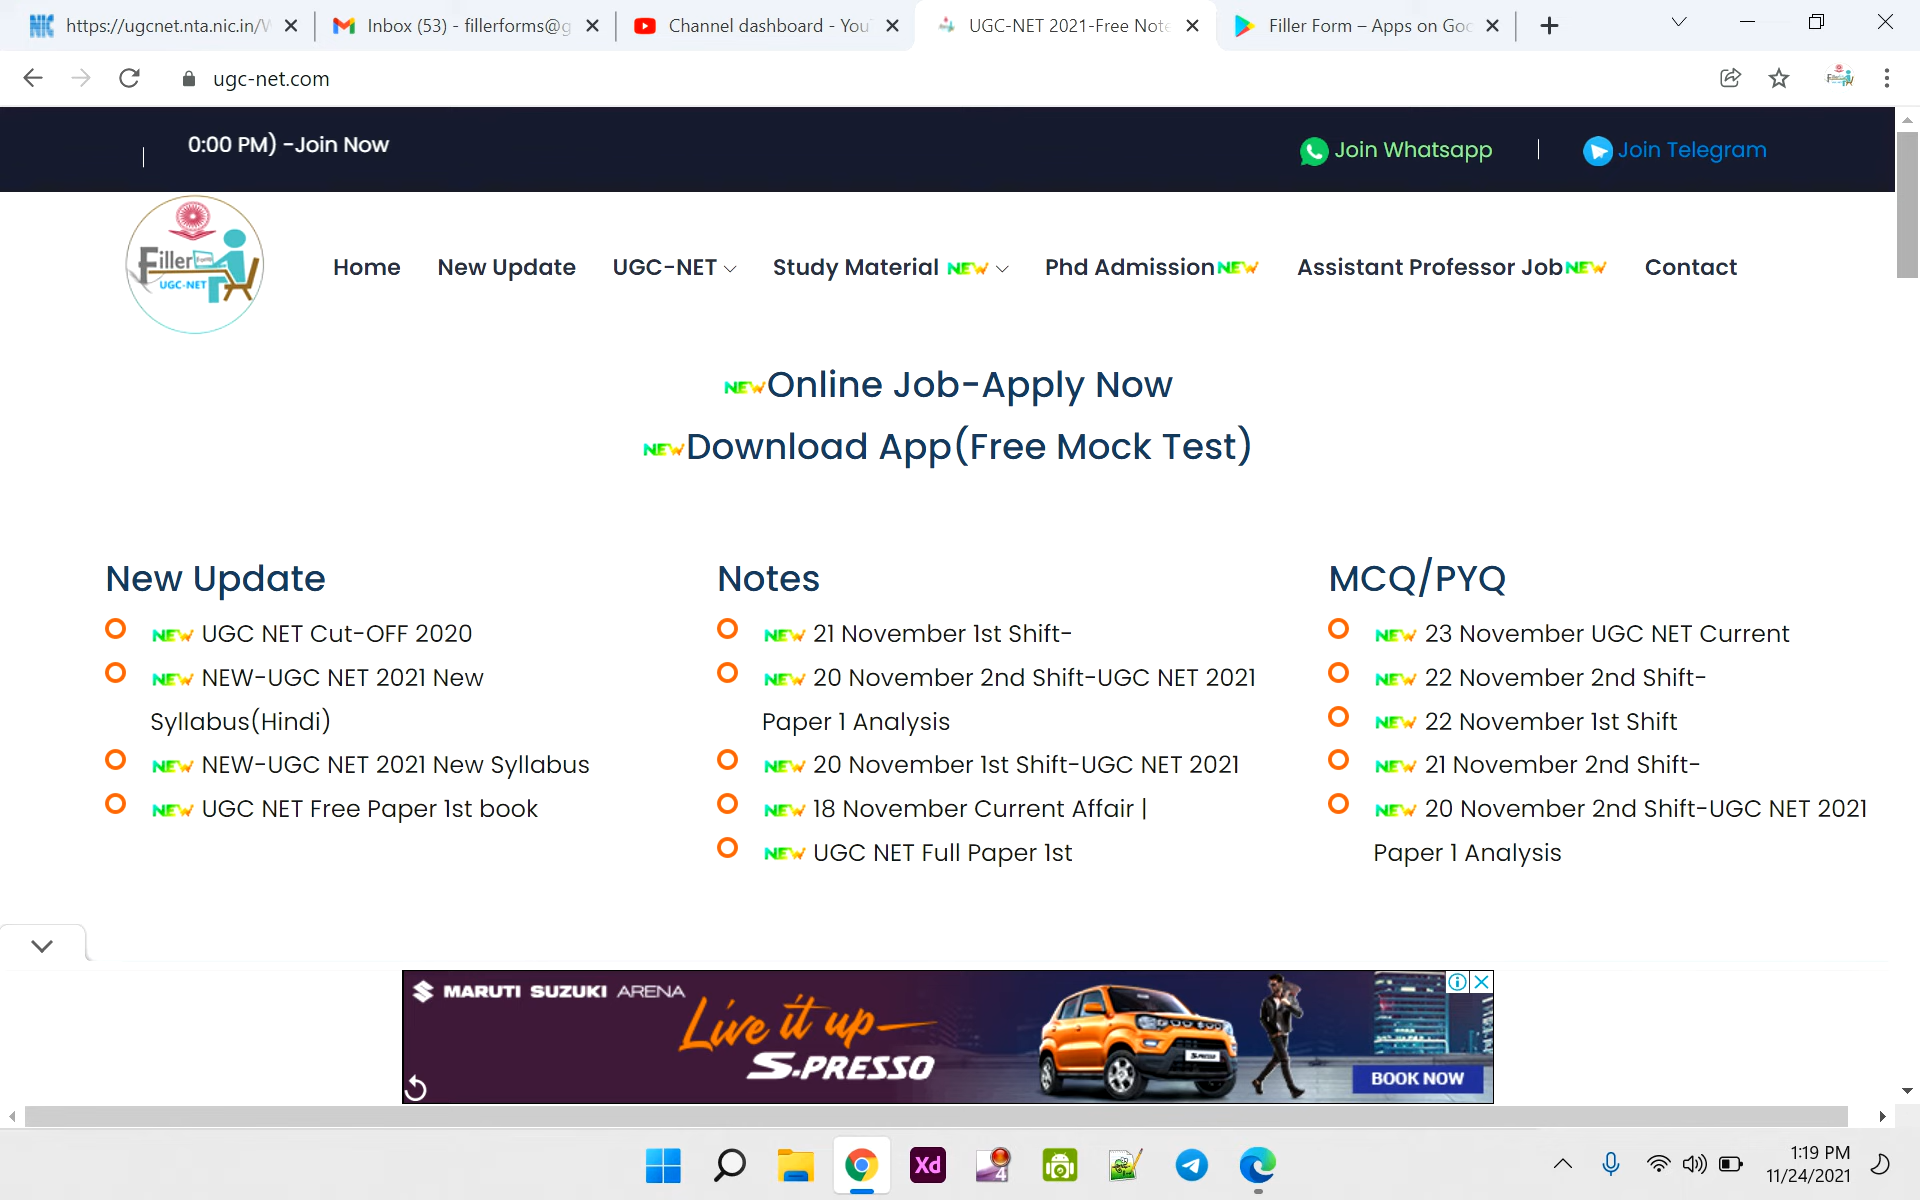 https://ugcnet.nta.nic.in/W
Inbox (53) - fillerforms@g
Channel dashboard - You
UGC-NET 2021-Free Note
Filler Form – Apps on Goo
ugc-net.com
0:00 PM) -Join Now
Join Whatsapp
Join Telegram
Filler Form
UGC-NET
Home
New Update
UGC-NET
Study Material NEW
Phd Admission NEW
Assistant Professor Job NEW
Contact
NEW Online Job-Apply Now
NEW Download App(Free Mock Test)
New Update
NEW UGC NET Cut-OFF 2020
NEW NEW-UGC NET 2021 New
Syllabus(Hindi)
NEW NEW-UGC NET 2021 New Syllabus
NEW UGC NET Free Paper 1st book
Notes
NEW 21 November 1st Shift-
NEW 20 November 2nd Shift-UGC NET 2021
Paper 1 Analysis
NEW 20 November 1st Shift-UGC NET 2021
NEW 18 November Current Affair |
NEW UGC NET Full Paper 1st
MCQ/PYQ
NEW 23 November UGC NET Current
NEW 22 November 2nd Shift-
NEW 22 November 1st Shift
NEW 21 November 2nd Shift-
NEW 20 November 2nd Shift-UGC NET 2021
Paper 1 Analysis
MARUTI SUZUKI ARENA
Live it up
S-PRESSO
S-PRESSO
BOOK NOW
Xd
4
1:19 PM
11/24/2021